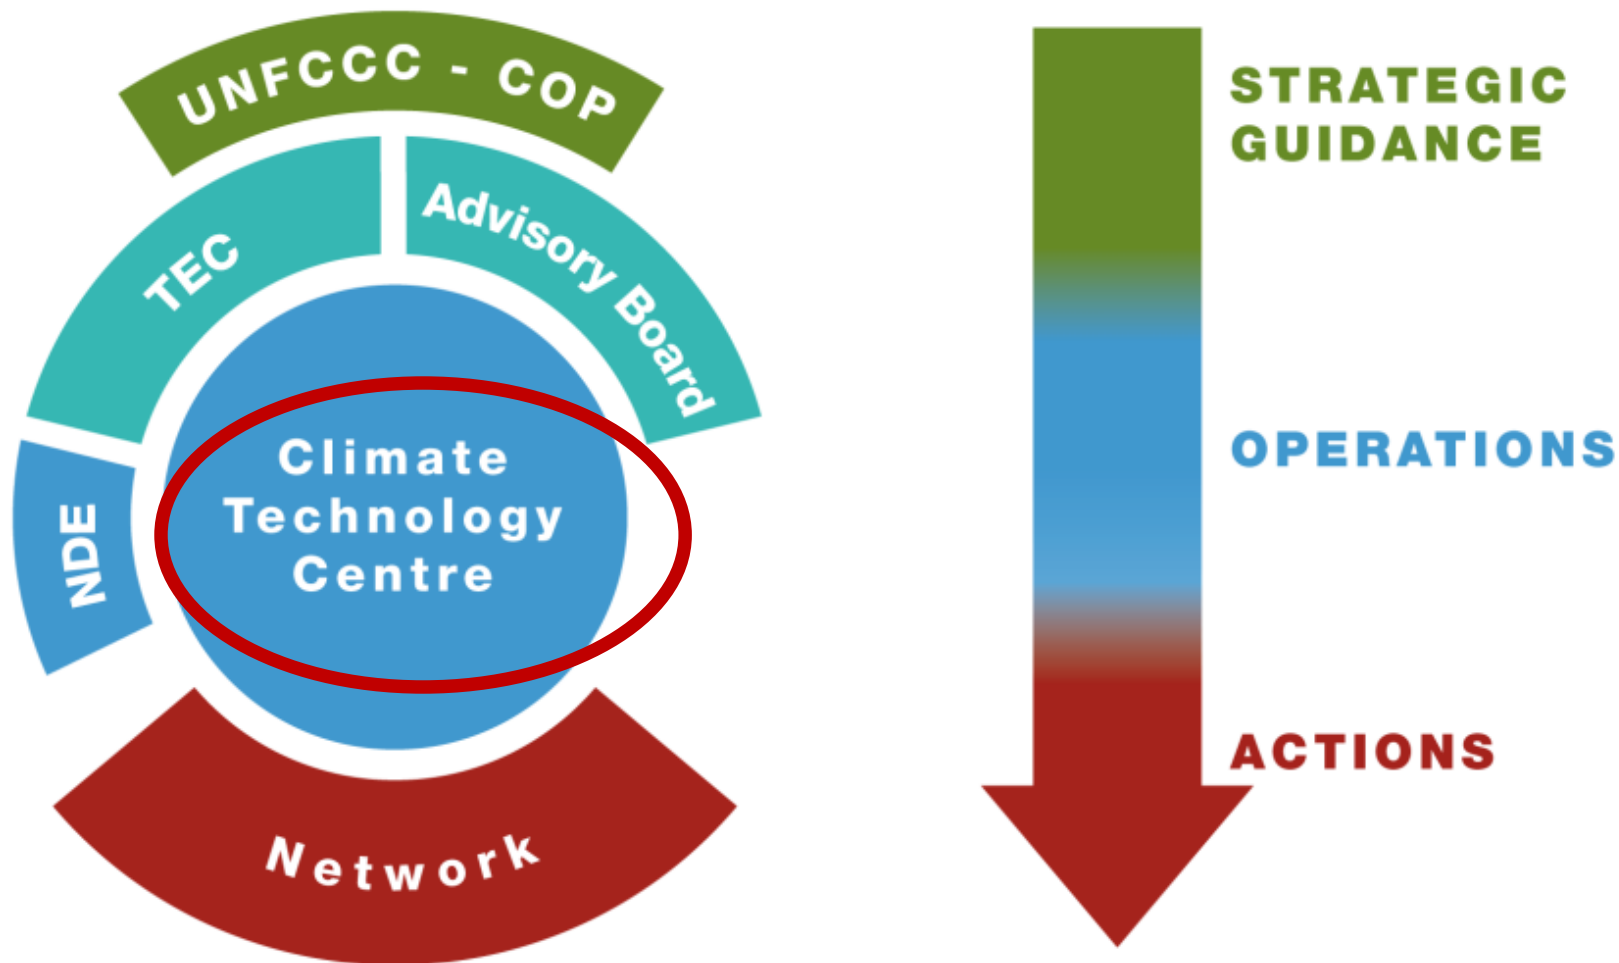 UNFCCC - COP
TEC
Advisory Board
NDE
Climate
Technology
Centre
Network
STRATEGIC
GUIDANCE
OPERATIONS
ACTIONS